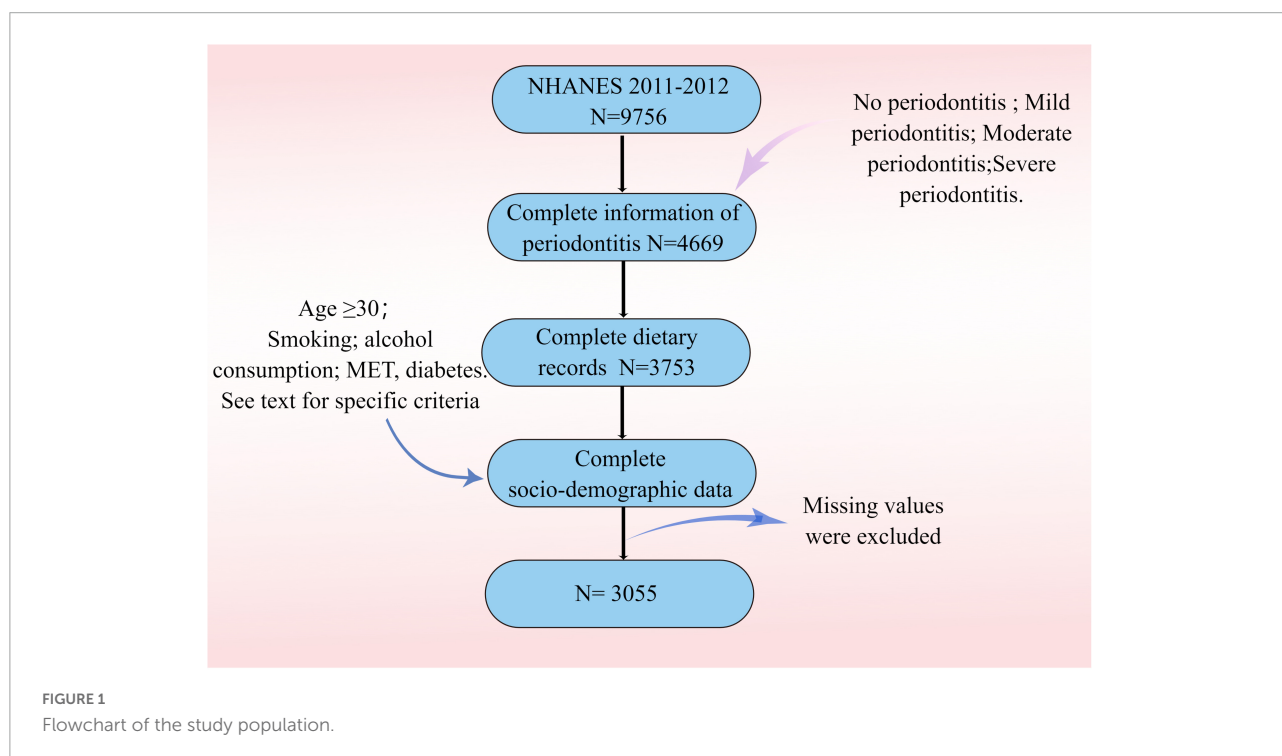 NHANES 2011-2012
N=9756
No periodontitis ; Mild
periodontitis; Moderate
periodontitis;Severe
periodontitis.
Complete information of
periodontitis N=4669
Complete dietary
records N=3753
Age ≥30;
Smoking; alcohol
consumption; MET, diabetes.
See text for specific criteria
Complete
socio-demographic data
Missing values
were excluded
N= 3055
FIGURE 1
Flowchart of the study population.